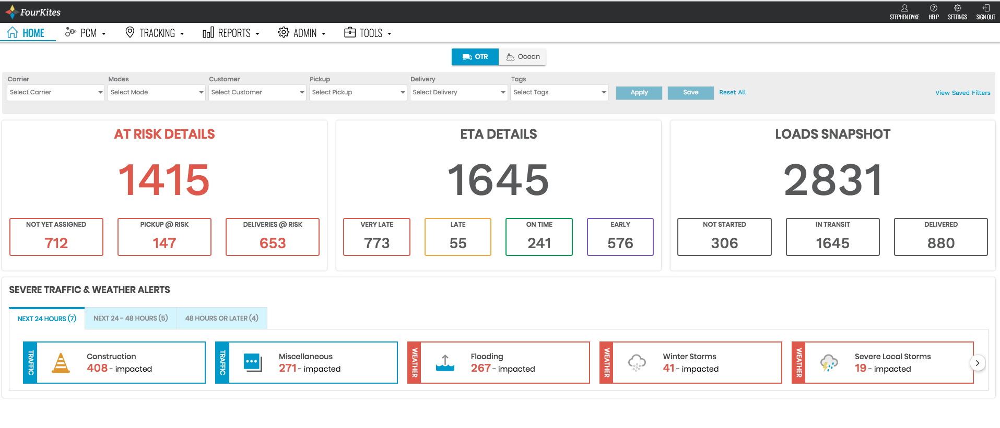 FourKites
STEPHEN DYKE
HELP
SETTINGS
SIGN OUT
HOME
PCM
TRACKING
REPORTS
ADMIN
TOOLS
OTR
Ocean
Carrier
Modes
Customer
Pickup
Delivery
Tags
Select Carrier
Select Mode
Select Customer
Select Pickup
Select Delivery
Select Tags
Apply
Save
Reset All
View Saved Filters
AT RISK DETAILS
1415
NOT YET ASSIGNED
712
PICKUP @ RISK
147
DELIVERIES @ RISK
653
ETA DETAILS
1645
VERY LATE
773
LATE
55
ON TIME
241
EARLY
576
LOADS SNAPSHOT
2831
NOT STARTED
306
IN TRANSIT
1645
DELIVERED
880
SEVERE TRAFFIC & WEATHER ALERTS
NEXT 24 HOURS (7)
NEXT 24 - 48 HOURS (5)
48 HOURS OR LATER (4)
TRAFFIC
Construction
408 - impacted
TRAFFIC
Miscellaneous
271 - impacted
WEATHER
Flooding
267 - impacted
WEATHER
Winter Storms
41 - impacted
WEATHER
Severe Local Storms
19 - impacted